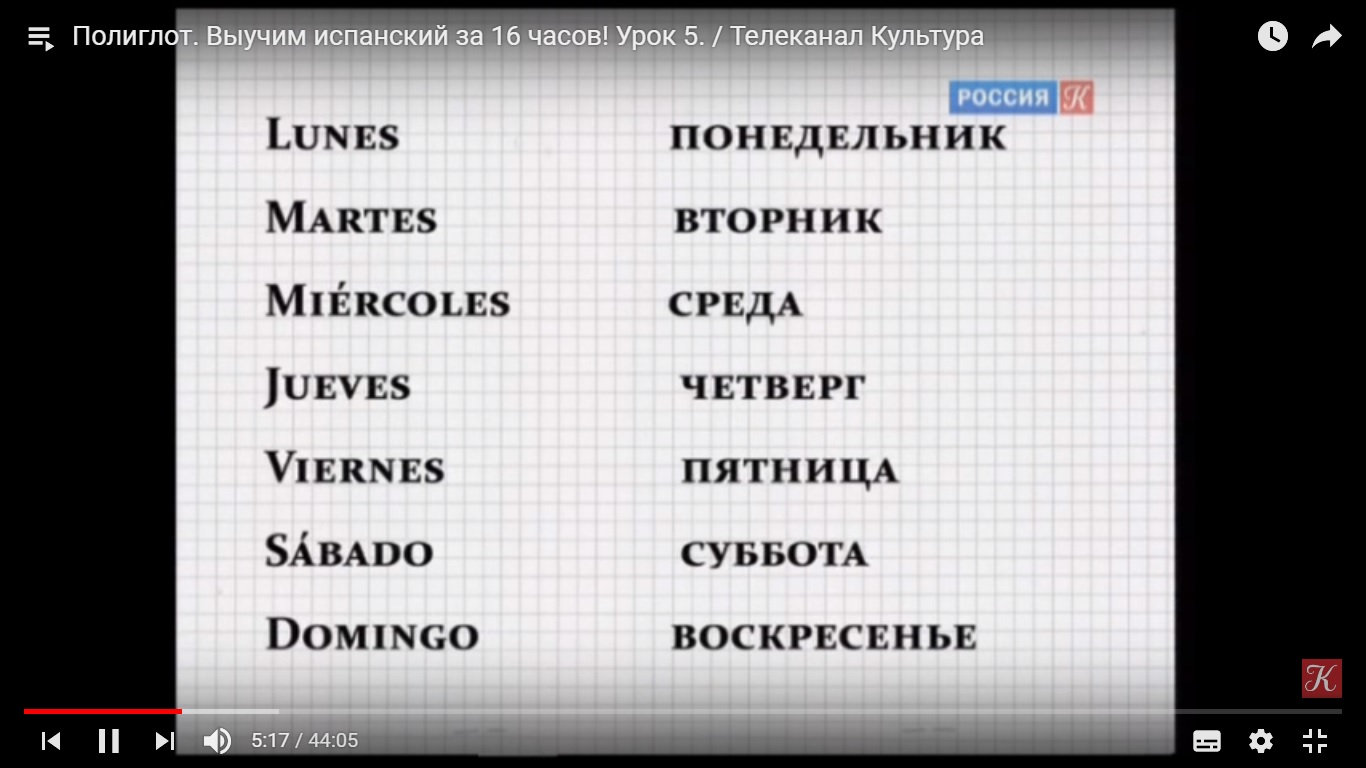 Полиглот. Выучим испанский за 16 часов! Урок 5. / Телеканал Культура
РОССИЯ К
Lunes понедельник
Martes вторник
Miércoles среда
Jueves четверг
Viernes пятница
Sábado суббота
Domingo воскресенье
К
5:17 / 44:05